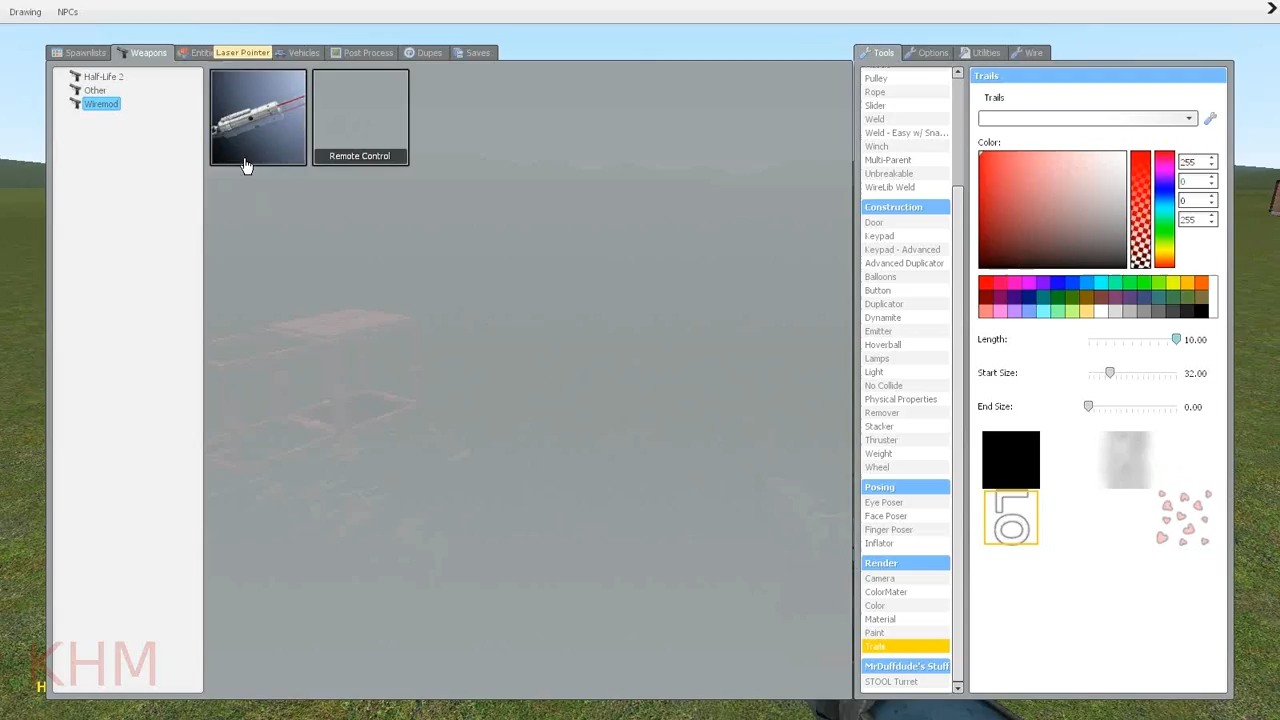 Drawing NPCs
Spawnlists Weapons Laser Pointer Vehicles Post Process Dupes Saves
Tools Options Utilities Wire
Half-Life 2
Other
Wiremod
Remote Control
Pulley
Rope
Slider
Weld
Weld - Easy w/ Sna...
Winch
Multi-Parent
Unbreakable
WireLib Weld
Construction
Door
Keypad
Keypad - Advanced
Advanced Duplicator
Balloons
Button
Duplicator
Dynamite
Emitter
Hoverball
Lamps
Light
No Collide
Physical Properties
Remover
Stacker
Thruster
Weight
Wheel
Posing
Eye Poser
Face Poser
Finger Poser
Inflator
Render
Camera
ColorMater
Color
Material
Paint
Trails
MrDuffdude's Stuff
STOOL Turret
Trails
Trails
Color:
255
0
0
255
Length: 10.00
Start Size: 32.00
End Size: 0.00
LOL
KHM
H